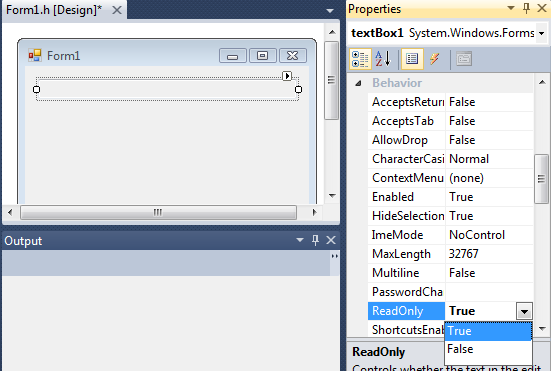 Form1.h [Design]*
Form1
Output
Properties
textBox1 System.Windows.Forms
Behavior
AcceptsRetur False
AcceptsTab False
AllowDrop False
CharacterCasi Normal
ContextMenu (none)
Enabled True
HideSelection True
ImeMode NoControl
MaxLength 32767
Multiline False
PasswordCha
ReadOnly True
ShortcutsEnab True
False
ReadOnly
Controls whether the text in the edit